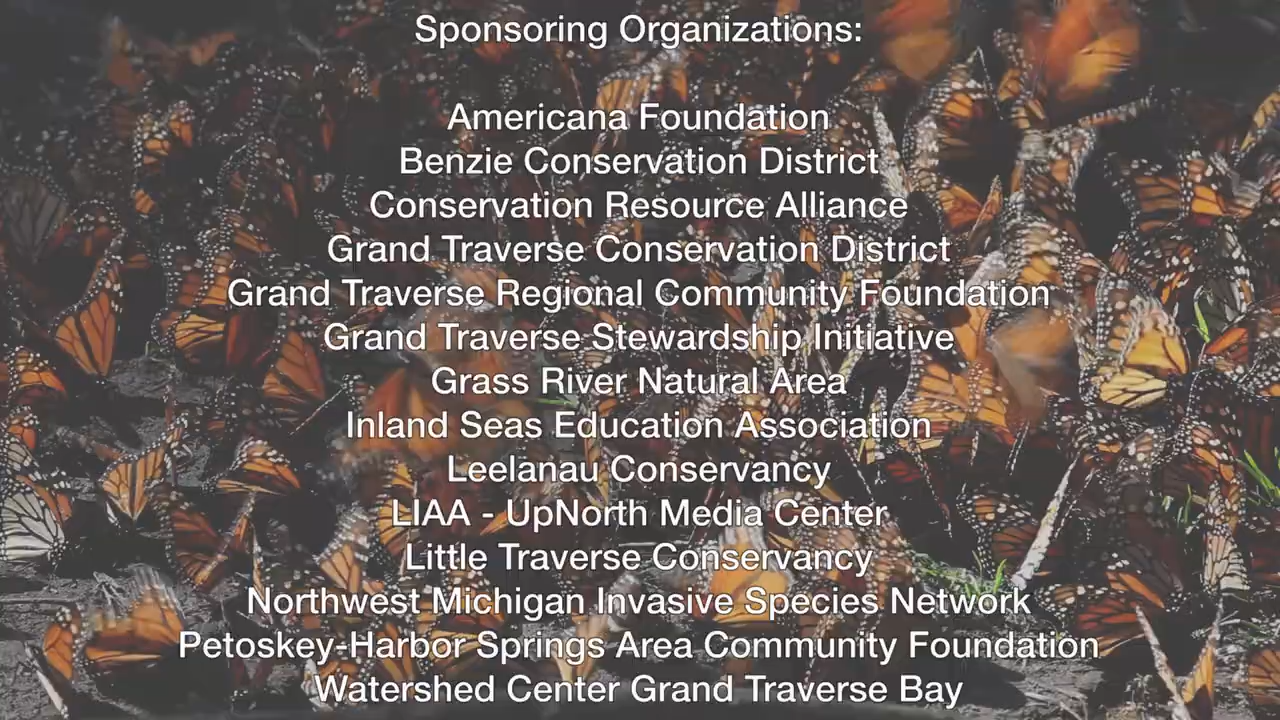 Sponsoring Organizations:
Americana Foundation
Benzie Conservation District
Conservation Resource Alliance
Grand Traverse Conservation District
Grand Traverse Regional Community Foundation
Grand Traverse Stewardship Initiative
Grass River Natural Area
Inland Seas Education Association
Leelanau Conservancy
LIAA - UpNorth Media Center
Little Traverse Conservancy
Northwest Michigan Invasive Species Network
Petoskey-Harbor Springs Area Community Foundation
Watershed Center Grand Traverse Bay